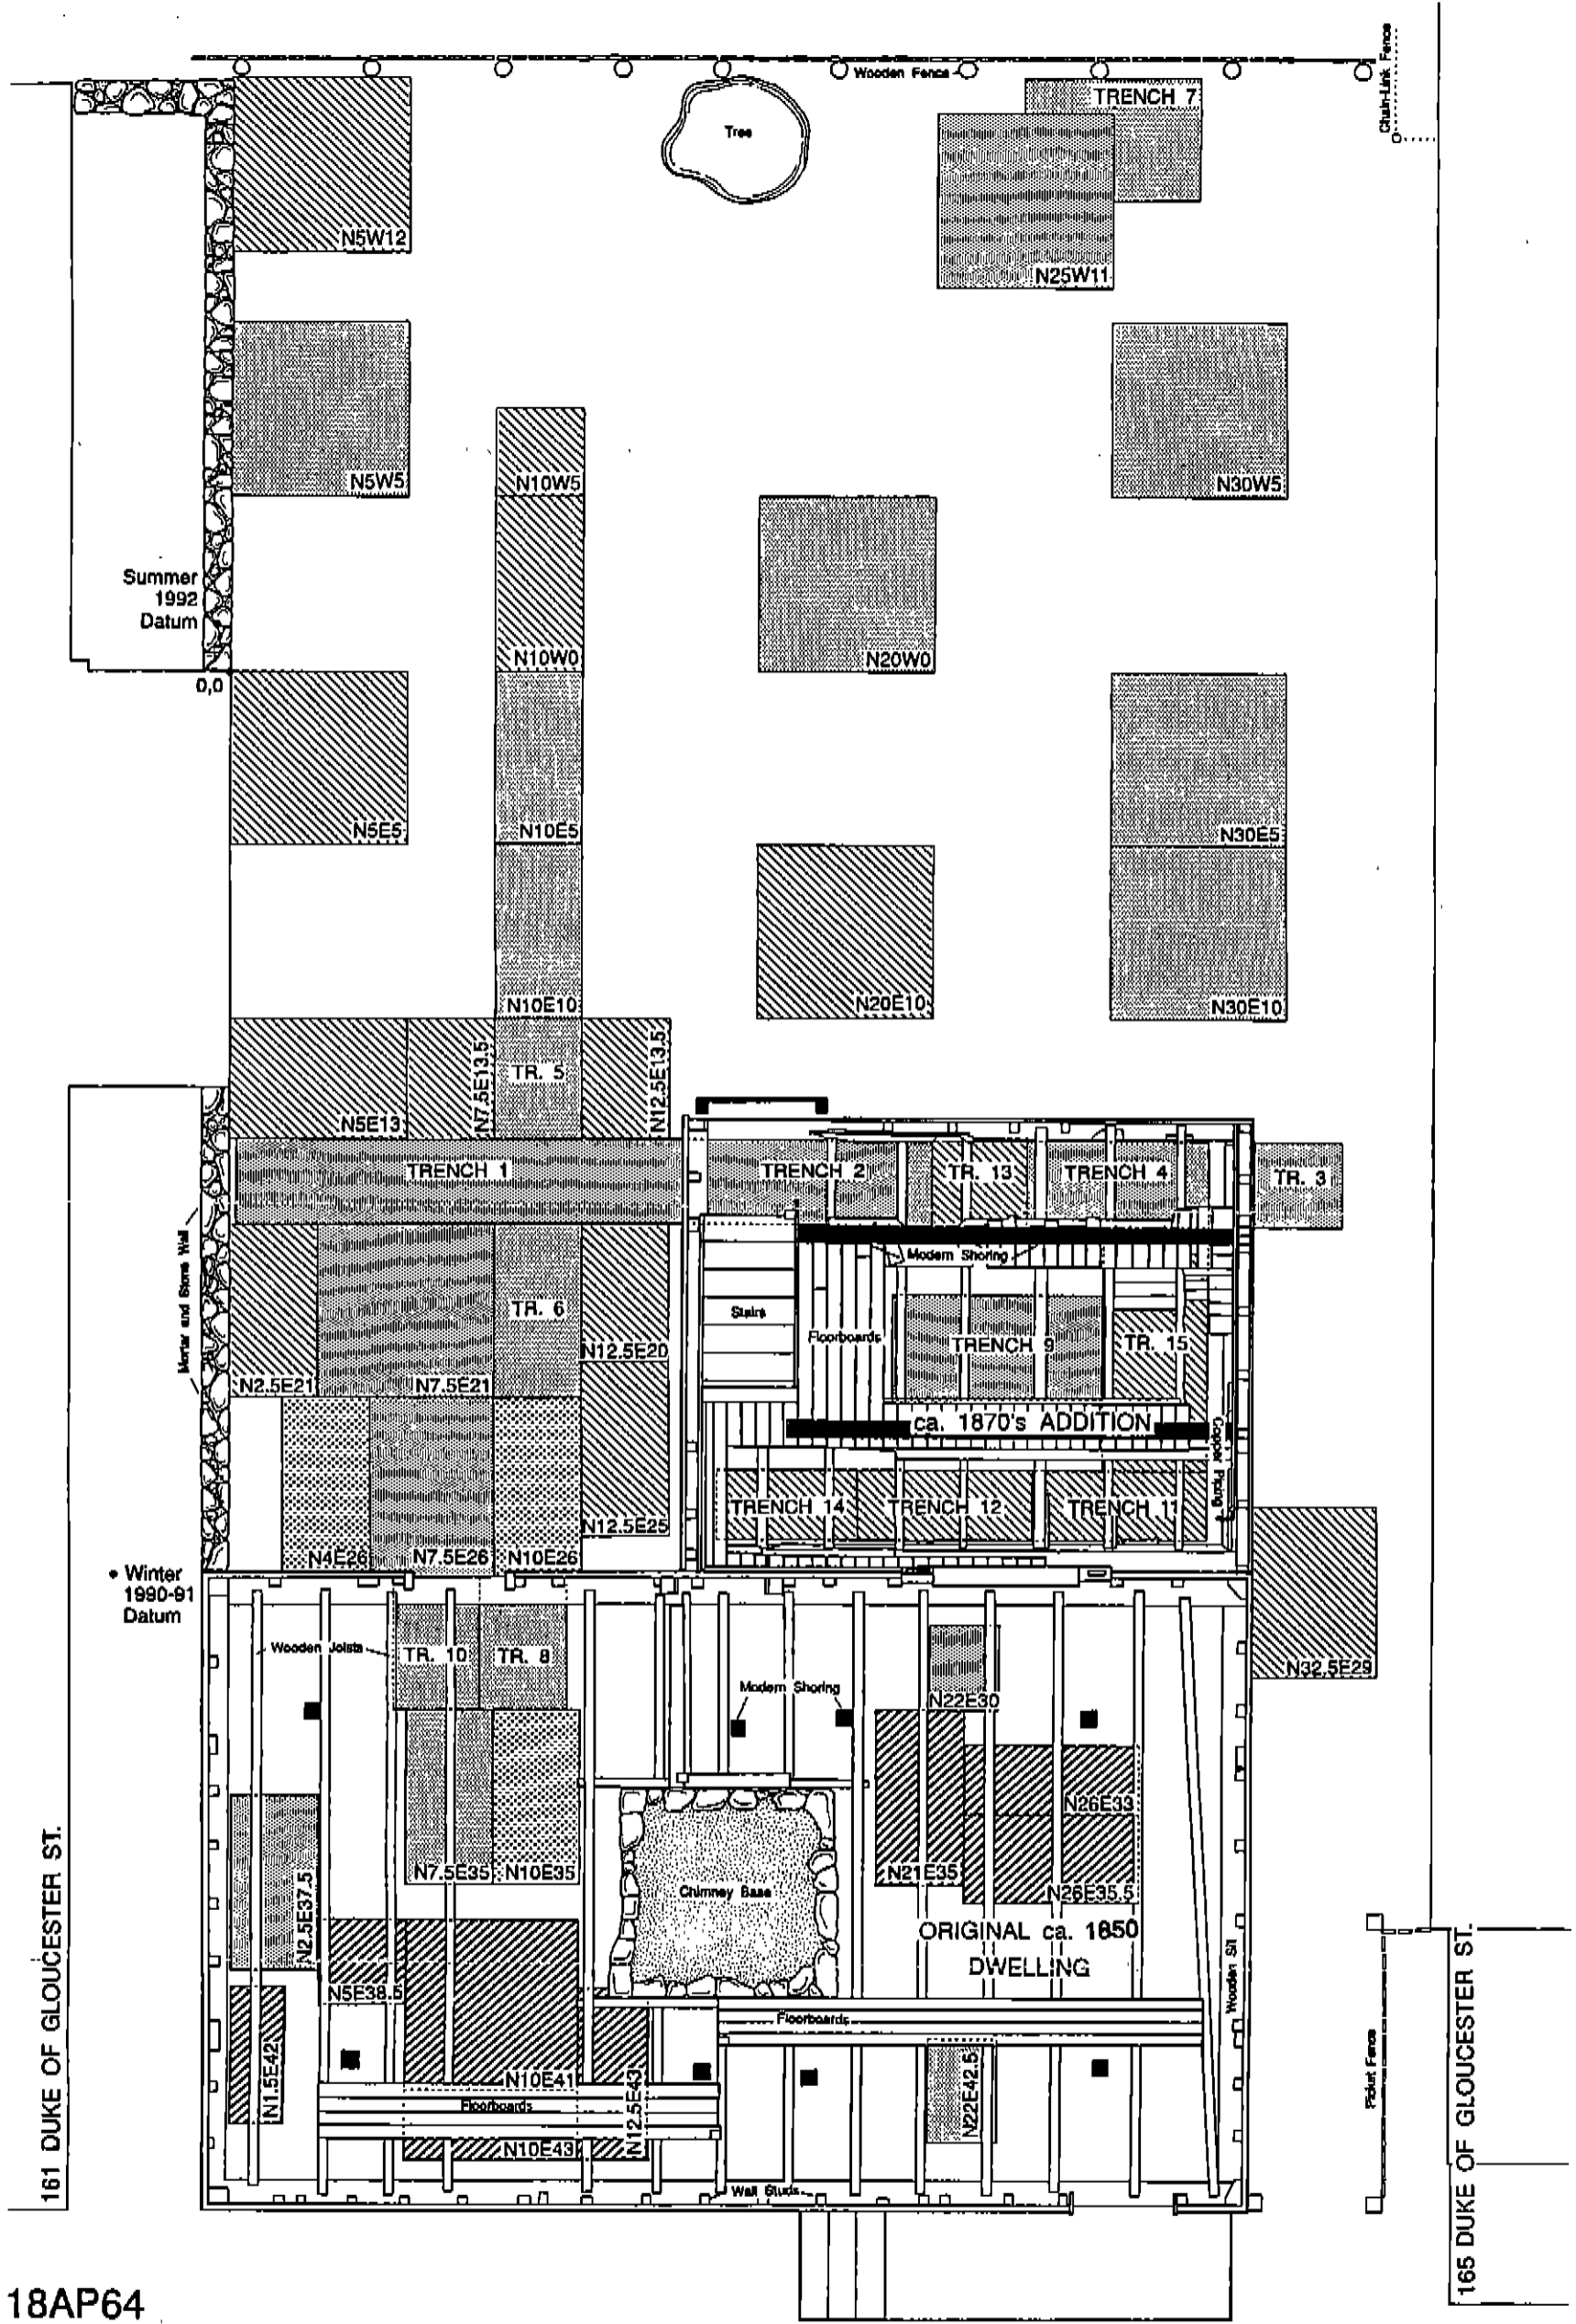 Wooden Fence
Chain-Link Fence
TRENCH 7
Tree
N5W12
N25W11
N5W5
N10W5
N30W5
Summer
1992
Datum
N10W0
N20W0
0,0
N5E5
N10E5
N30E5
N10E10
N20E10
N30E10
N5E13
N7.5E13.5
TR. 5
N12.5E13.5
TRENCH 1
TRENCH 2
TR. 13
TRENCH 4
TR. 3
Mortar and Stone Wall
Modern Shoring
Stairs
Floorboards
TR. 6
TRENCH 9
TR. 15
N12.5E20
N2.5E21
N7.5E21
ca. 1870's ADDITION
Copper Piping
TRENCH 14
TRENCH 12
TRENCH 11
N12.5E25
N4E26
N7.5E26
N10E26
• Winter
1990-91
Datum
Wooden Joists
TR. 10
TR. 8
N32.5E29
Modern Shoring
N22E30
N26E33
N7.5E35
N10E35
N21E35
N26E35.5
Chimney Base
N2.5E37.5
ORIGINAL ca. 1850
DWELLING
N5E38.5
Wooden Sill
Floorboards
N1.5E42
N10E41
N12.5E43
N22E42.5
Floorboards
N10E43
Wall Studs
Picket Fence
161 DUKE OF GLOUCESTER ST.
165 DUKE OF GLOUCESTER ST.
18AP64